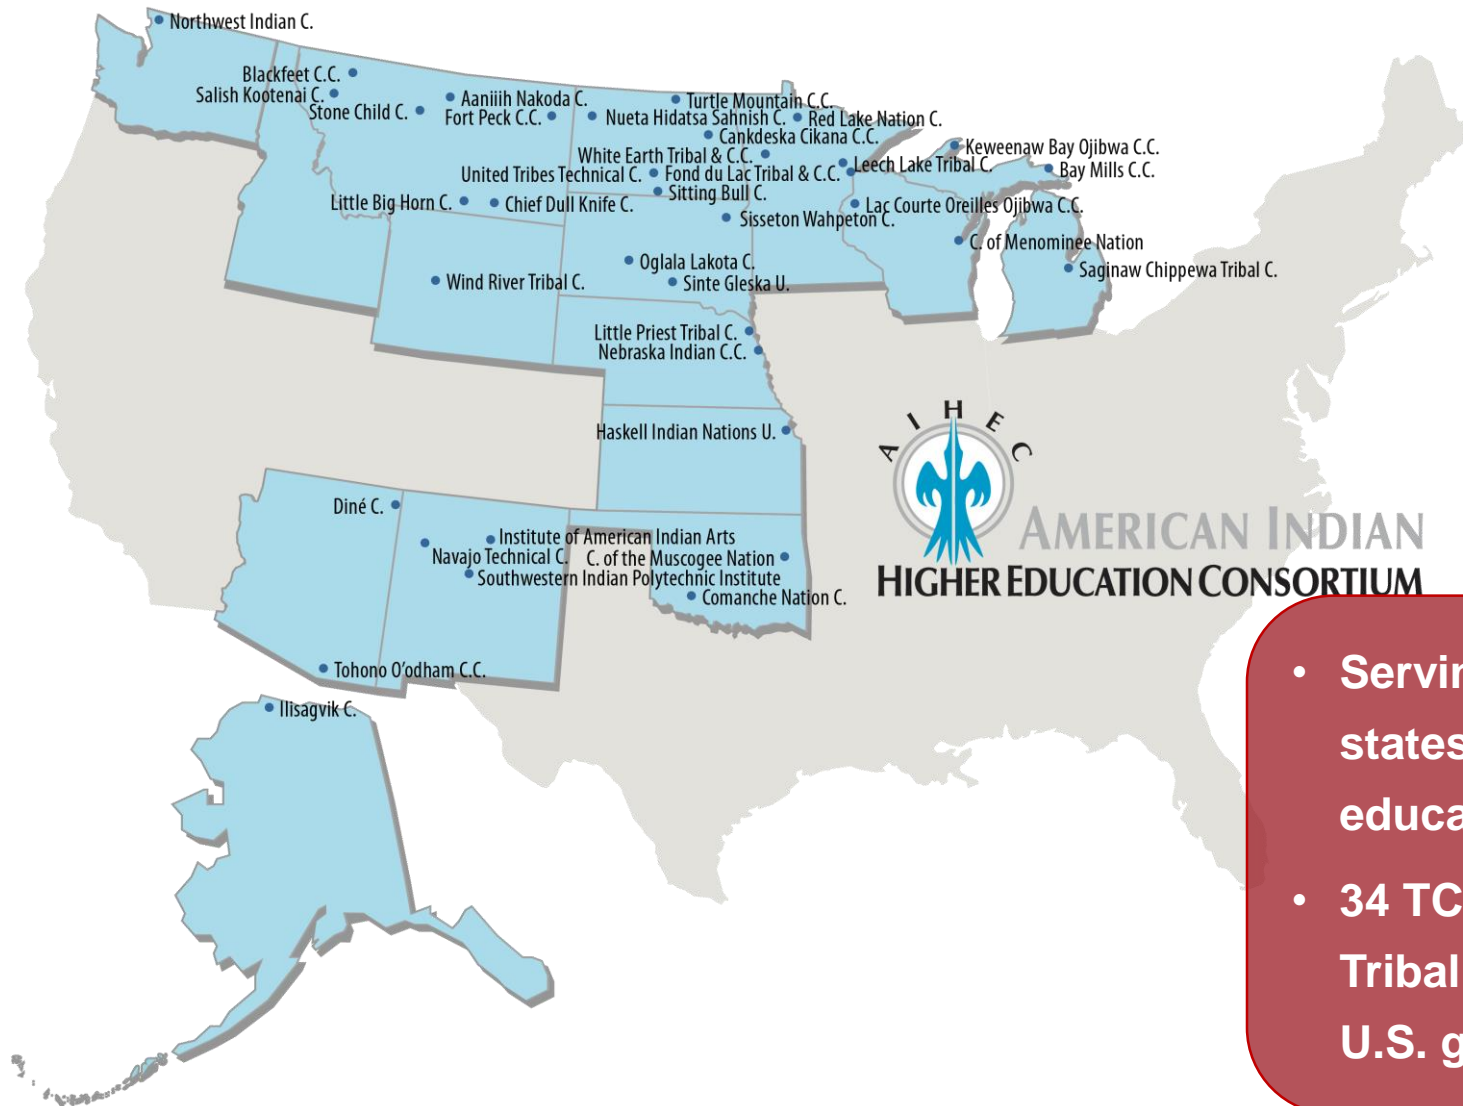 Northwest Indian C.
Blackfeet C.C.
Salish Kootenai C.
Stone Child C.
Aaniiih Nakoda C.
Fort Peck C.C.
Turtle Mountain C.C.
Nueta Hidatsa Sahnish C.
Red Lake Nation C.
Cankdeska Cikana C.C.
White Earth Tribal & C.C.
United Tribes Technical C.
Fond du Lac Tribal & C.C.
Leech Lake Tribal C.
Sitting Bull C.
Keweenaw Bay Ojibwa C.C.
Bay Mills C.C.
Little Big Horn C.
Chief Dull Knife C.
Lac Courte Oreilles Ojibwa C.C.
Sisseton Wahpeton C.
C. of Menominee Nation
Oglala Lakota C.
Saginaw Chippewa Tribal C.
Wind River Tribal C.
Sinte Gleska U.
Little Priest Tribal C.
Nebraska Indian C.C.
Haskell Indian Nations U.
AIHEC
AMERICAN INDIAN
HIGHER EDUCATION CONSORTIUM
Diné C.
Institute of American Indian Arts
Navajo Technical C.
C. of the Muscogee Nation
Southwestern Indian Polytechnic Institute
Comanche Nation C.
Tohono O'odham C.C.
Ilisagvik C.
•
states
• 34
Tribal
U.S.